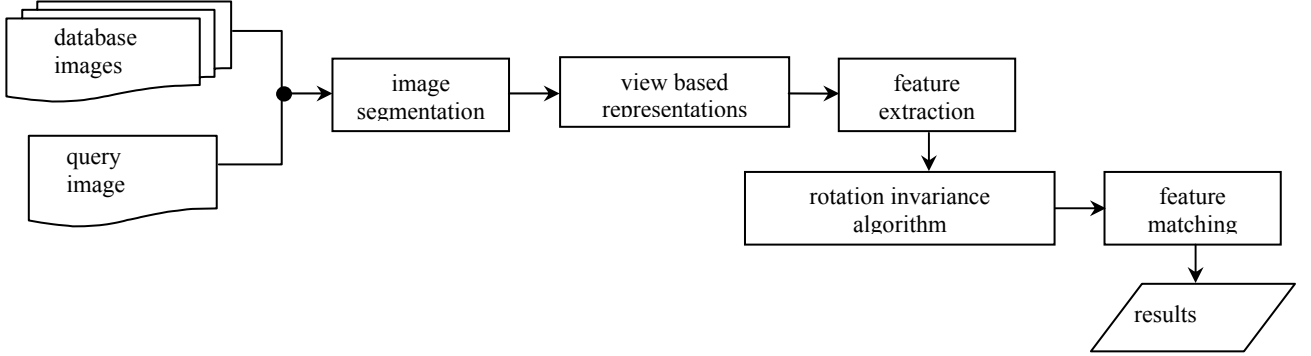 database
images
image
segmentation
view based
representations
feature
extraction
query
image
rotation invariance
algorithm
feature
matching
results